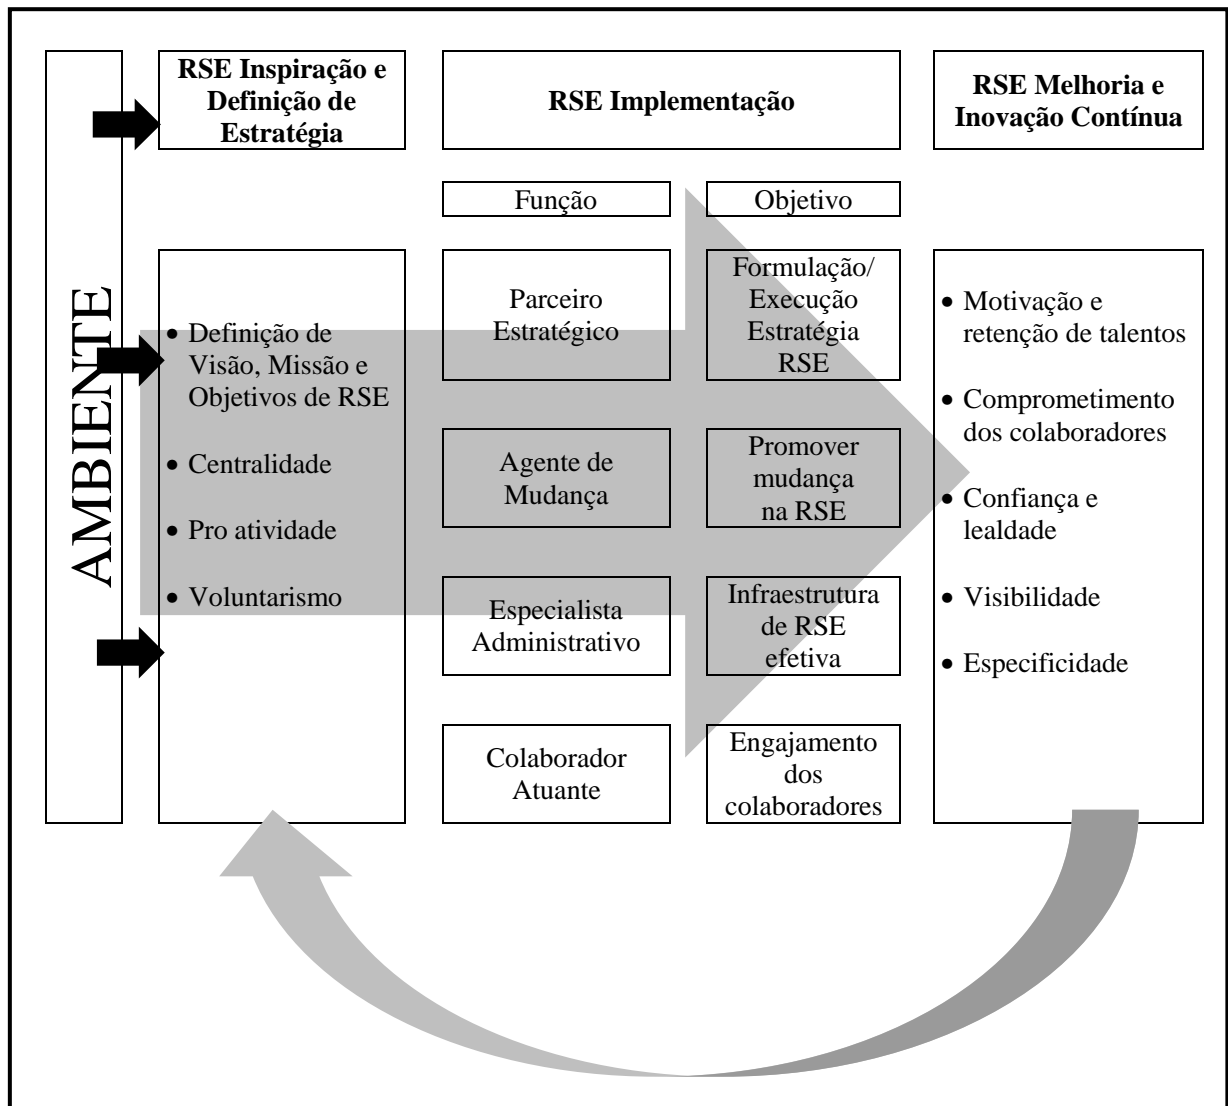 AMBIENTE
RSE Inspiração e
Definição de
Estratégia
RSE Implementação
RSE Melhoria e
Inovação Contínua
Função
Objetivo
• Definição de
Visão, Missão e
Objetivos de RSE
• Centralidade
• Pro atividade
• Voluntarismo
Parceiro
Estratégico
Formulação/
Execução
Estratégia
RSE
Agente de
Mudança
Promover
mudança
na RSE
Especialista
Administrativo
Infraestrutura
de RSE
efetiva
Colaborador
Atuante
Engajamento
dos
colaboradores
• Motivação e
retenção de talentos
• Comprometimento
dos colaboradores
• Confiança e
lealdade
• Visibilidade
• Especificidade